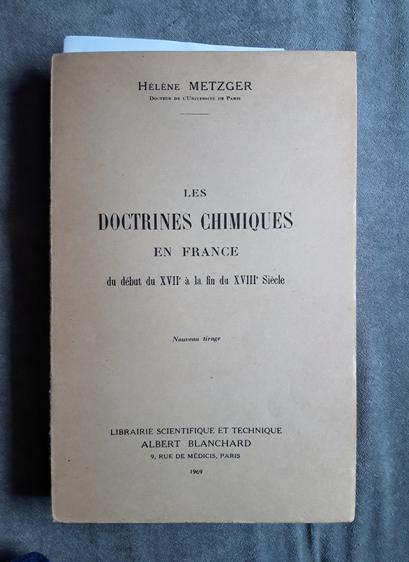 HÉLÈNE METZGER
DOCTEUR DE L'UNIVERSITÉ DE PARIS
LES
DOCTRINES CHIMIQUES
EN FRANCE
du début du XVIIe à la fin du XVIIIe Siècle
Nouveau tirage
LIBRAIRIE SCIENTIFIQUE ET TECHNIQUE
ALBERT BLANCHARD
9, RUE DE MÉDICIS, PARIS
1969